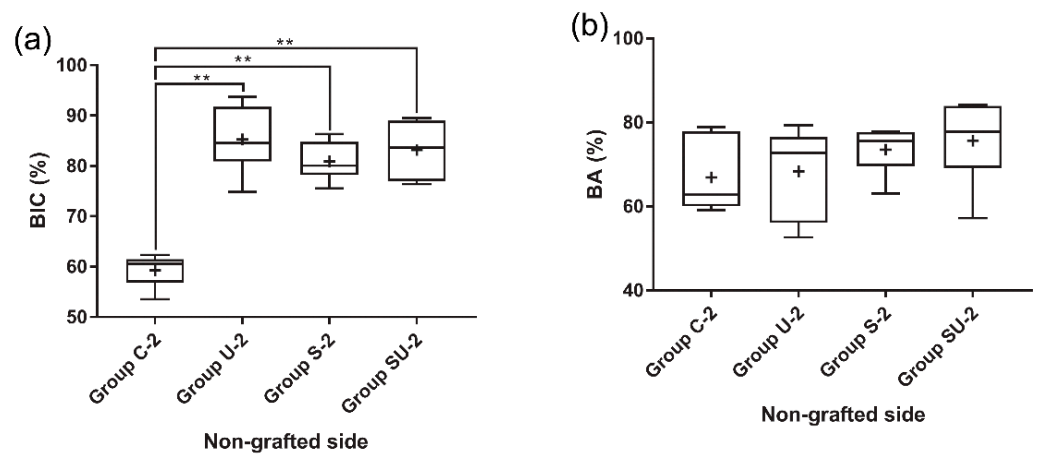 (a)
**
**
**
100
90
80
70
60
50
BIC (%)
Group C-2
Group U-2
Group S-2
Group SU-2
Non-grafted side
(b)
100
80
60
40
BA (%)
Group C-2
Group U-2
Group S-2
Group SU-2
Non-grafted side